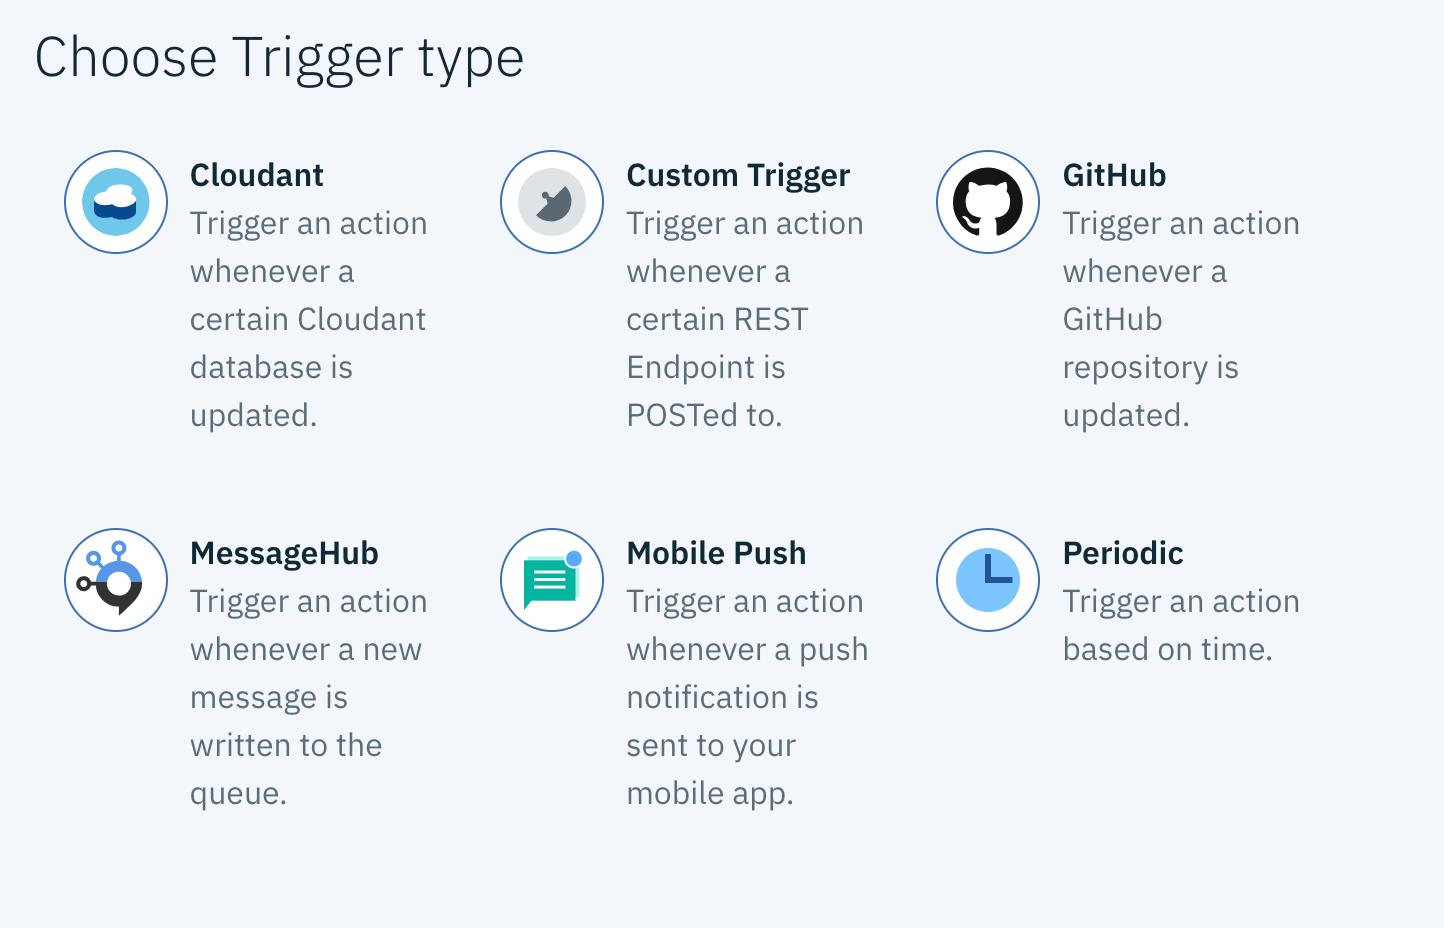 Choose Trigger type
Cloudant
Trigger an action
whenever a
certain Cloudant
database is
updated.
Custom Trigger
Trigger an action
whenever a
certain REST
Endpoint is
POSTed to.
GitHub
Trigger an action
whenever a
GitHub
repository is
updated.
MessageHub
Trigger an action
whenever a new
message is
written to the
queue.
Mobile Push
Trigger an action
whenever a push
notification is
sent to your
mobile app.
Periodic
Trigger an action
based on time.